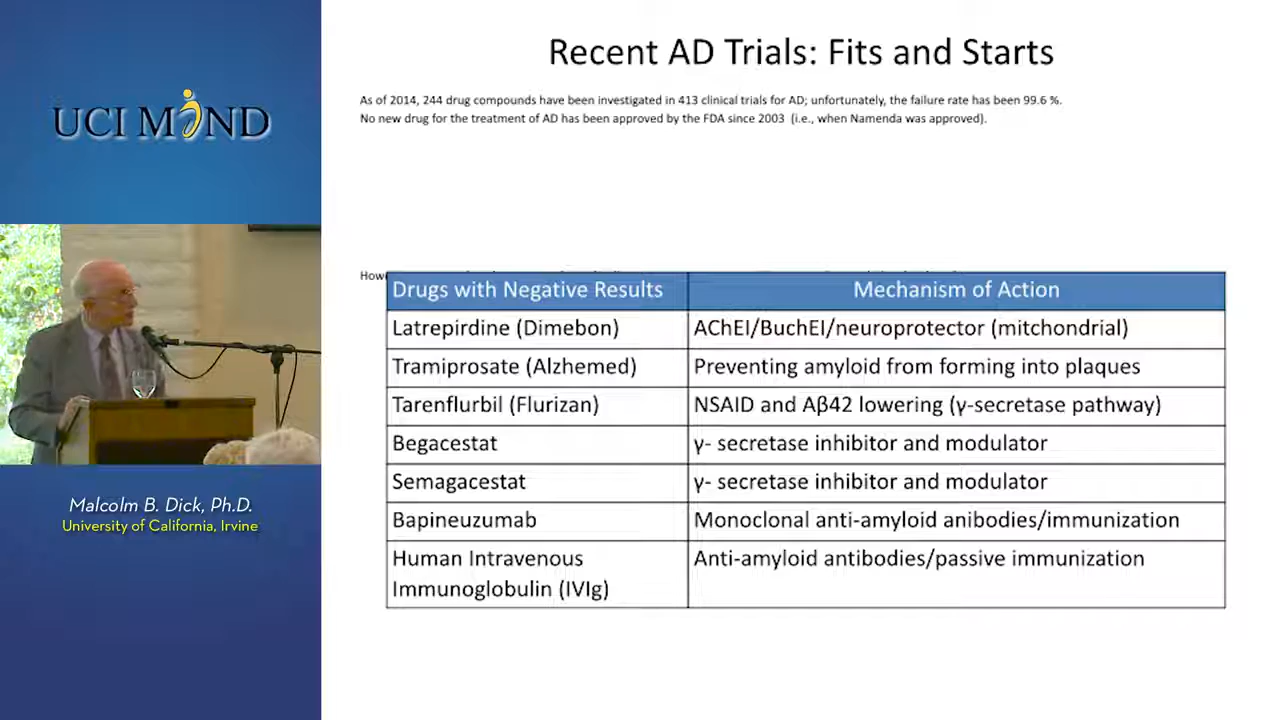 UCI MIND
Malcolm B. Dick, Ph.D.
University of California, Irvine
Recent AD Trials: Fits and Starts
As of 2014, 244 drug compounds have been investigated in 413 clinical trials for AD; unfortunately, the failure rate has been 99.6 %.
No new drug for the treatment of AD has been approved by the FDA since 2003 (i.e., when Namenda was approved).
Drugs with Negative Results Mechanism of Action
Latrepirdine (Dimebon) AChEI/BuchEI/neuroprotector (mitchondrial)
Tramiprosate (Alzhemed) Preventing amyloid from forming into plaques
Tarenflurbil (Flurizan) NSAID and Aβ42 lowering (γ-secretase pathway)
Begacestat γ- secretase inhibitor and modulator
Semagacestat γ- secretase inhibitor and modulator
Bapineuzumab Monoclonal anti-amyloid anibodies/immunization
Human Intravenous Anti-amyloid antibodies/passive immunization
Immunoglobulin (IVIg)